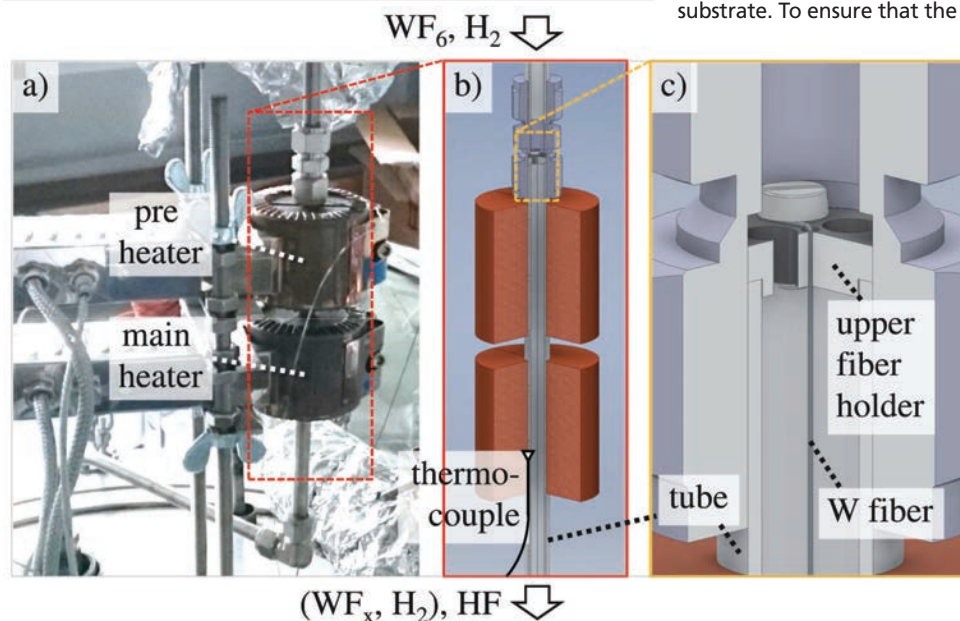 substrate. To ensure that the
WF₆, H₂
a)
b)
c)
pre
heater
main
heater
thermo-
couple
tube
upper
fiber
holder
W fiber
(WFₓ, H₂), HF